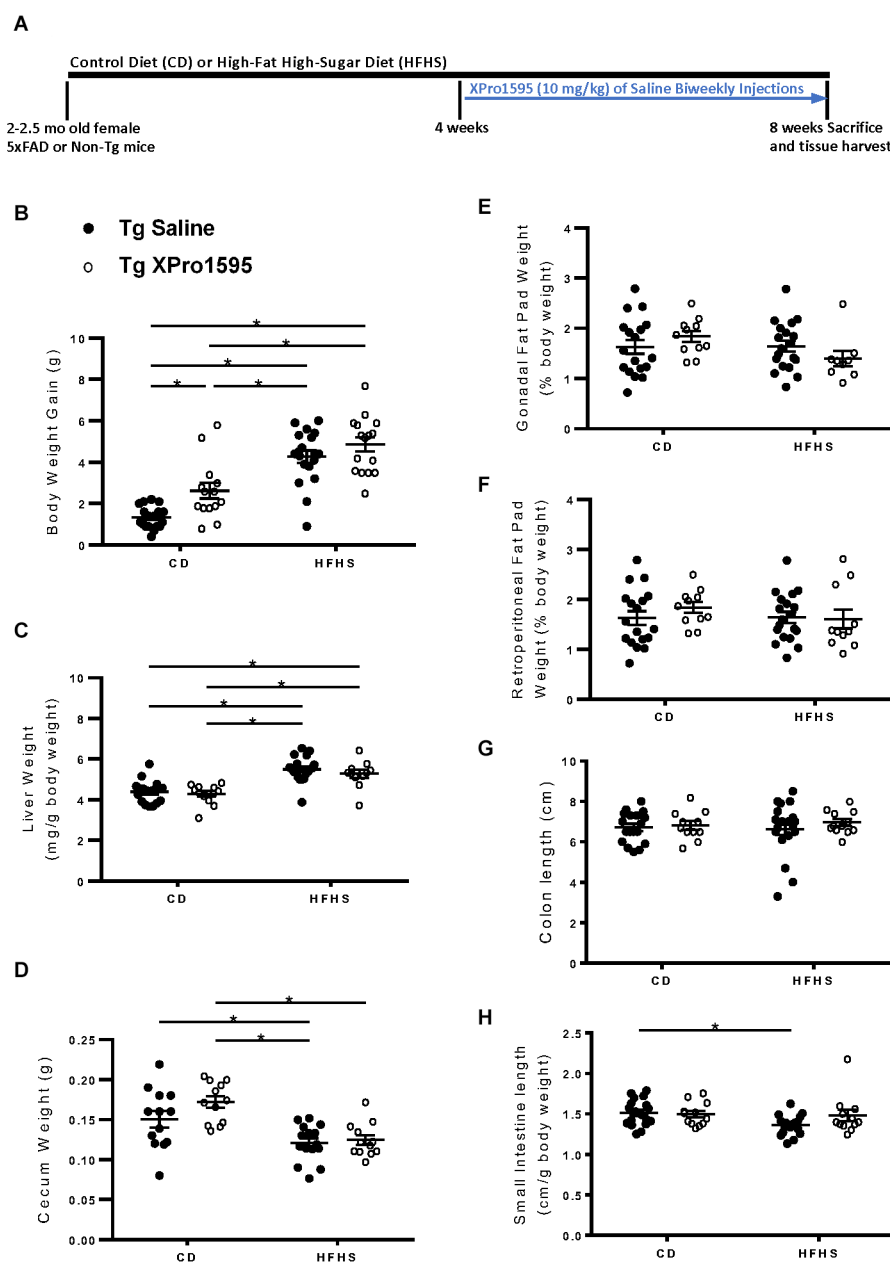 A
Control Diet (CD) or High-Fat High-Sugar Diet (HFHS)
XPro1595 (10 mg/kg) of Saline Biweekly Injections
2-2.5 mo old female
5xFAD or Non-Tg mice
4 weeks
8 weeks Sacrifice
and tissue harvest
B
Tg Saline
Tg XPro1595
Body Weight Gain (g)
10
8
6
4
2
0
*
*
*
*
*
CD
HFHS
C
Liver Weight
(mg/g body weight)
10
8
6
4
2
0
*
*
*
*
CD
HFHS
D
Cecum Weight (g)
0.25
0.20
0.15
0.10
0.05
0.00
*
*
*
CD
HFHS
E
Gonadal Fat Pad Weight
(% body weight)
4
3
2
1
0
CD
HFHS
F
Retroperitoneal Fat Pad
Weight (% body weight)
4
3
2
1
0
CD
HFHS
G
Colon length (cm)
10
8
6
4
2
0
CD
HFHS
H
Small Intestine length
(cm/g body weight)
2.5
2.0
1.5
1.0
0.5
0.0
*
CD
HFHS